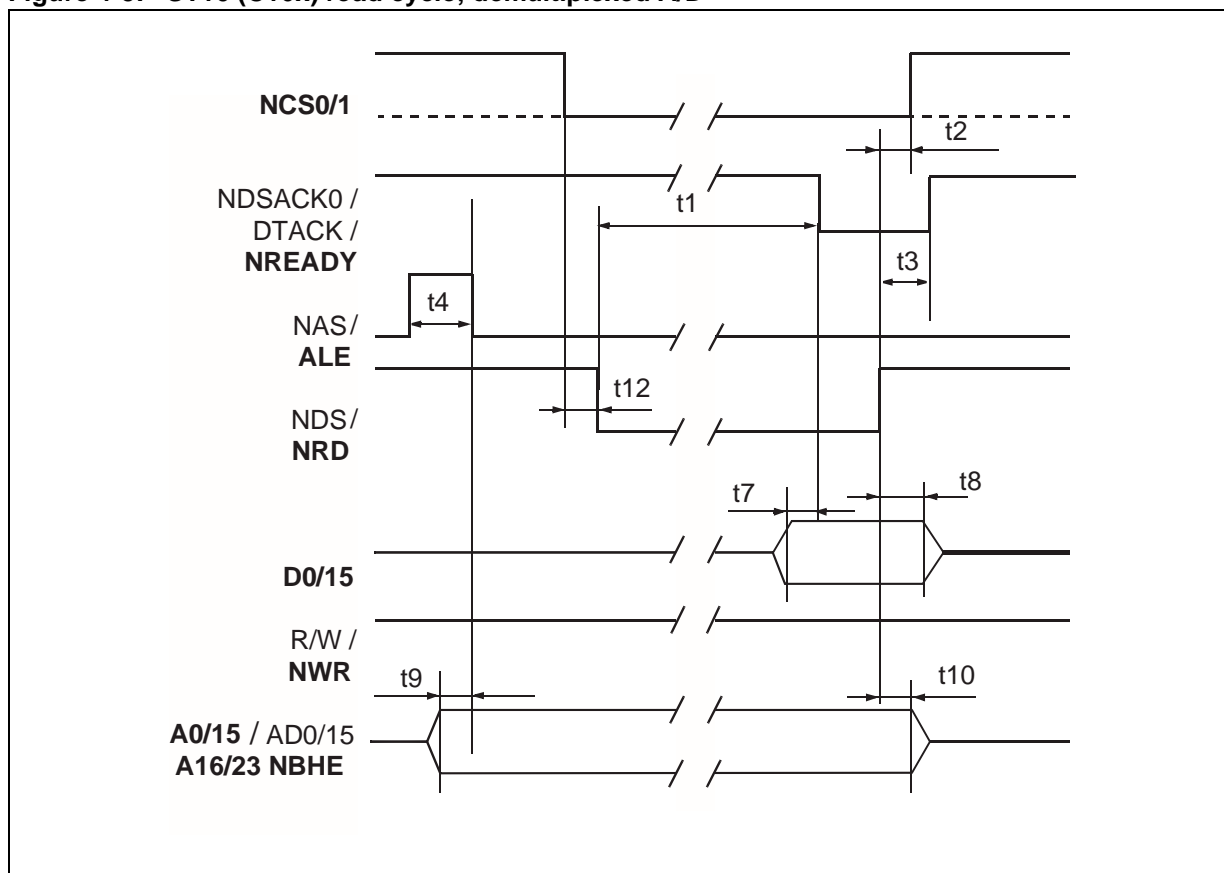 NCS0/1
t2
NDSACK0 /
DTACK /
NREADY
t1
t3
t4
NAS/
ALE
t12
NDS/
NRD
t7
t8
D0/15
R/W /
NWR
t9
t10
A0/15 / AD0/15
A16/23 NBHE